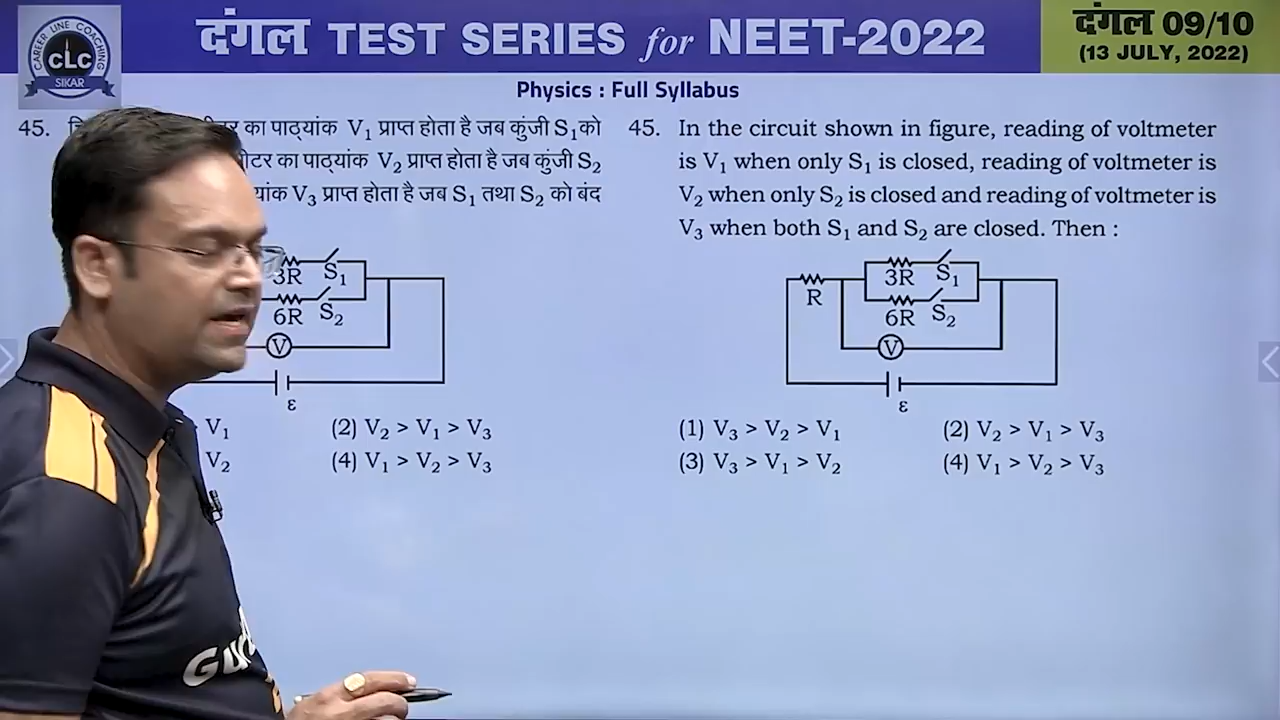 CAREER LINE COACHING
CLC
SIKAR
दंगल TEST SERIES for NEET-2022
दंगल 09/10
(13 JULY, 2022)
Physics : Full Syllabus
45. का पाठ्यांक V₁ प्राप्त होता है जब कुंजी S₁को
का पाठ्यांक V₂ प्राप्त होता है जब कुंजी S₂
V₃ प्राप्त होता है जब S₁ तथा S₂ को बंद
3R S₁
6R S₂
V
ε
V₁ (2) V₂ > V₁ > V₃
V₂ (4) V₁ > V₂ > V₃
45. In the circuit shown in figure, reading of voltmeter
is V₁ when only S₁ is closed, reading of voltmeter is
V₂ when only S₂ is closed and reading of voltmeter is
V₃ when both S₁ and S₂ are closed. Then :
R 3R S₁
6R S₂
V
ε
(1) V₃ > V₂ > V₁ (2) V₂ > V₁ > V₃
(3) V₃ > V₁ > V₂ (4) V₁ > V₂ > V₃